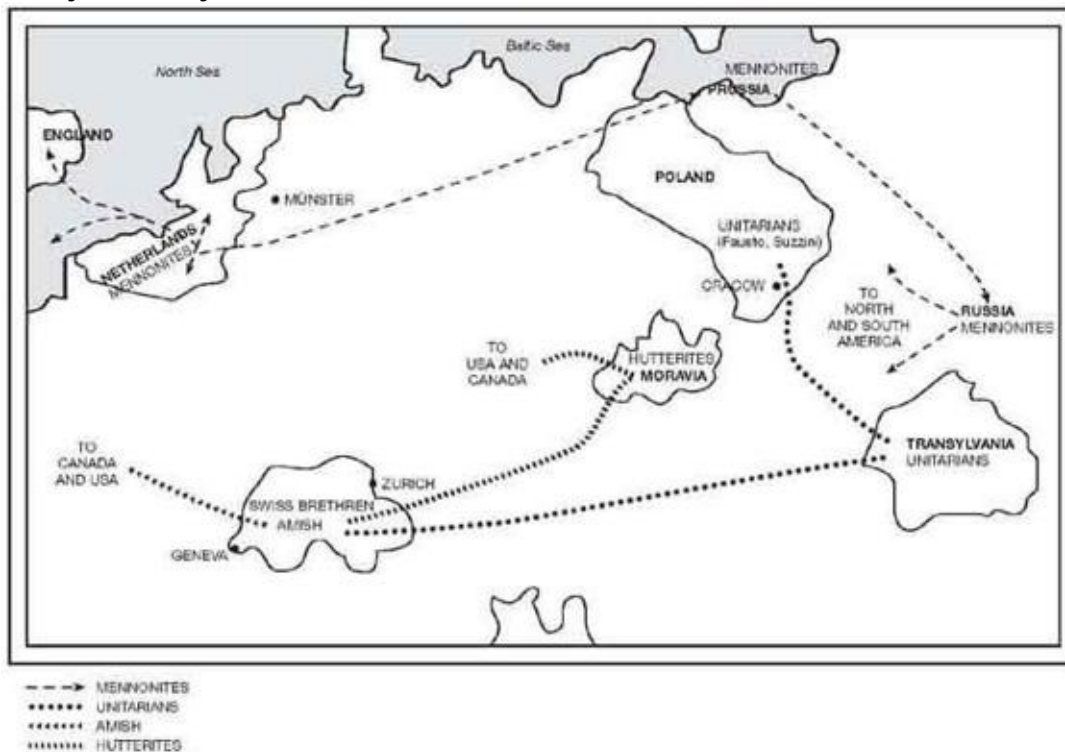 North Sea
Baltic Sea
MENNONITES
PRUSSIA
ENGLAND
POLAND
MÜNSTER
NETHERLANDS
MENNONITES
UNITARIANS
(Fausto, Suzzini)
CRACOW
TO
NORTH
AND SOUTH
AMERICA
RUSSIA
MENNONITES
TO
USA AND
CANADA
HUTTERITES
MORAVIA
TO
CANADA
AND USA
TRANSYLVANIA
UNITARIANS
ZURICH
SWISS BRETHREN
AMISH
GENEVA
MENNONITES
UNITARIANS
AMISH
HUTTERITES